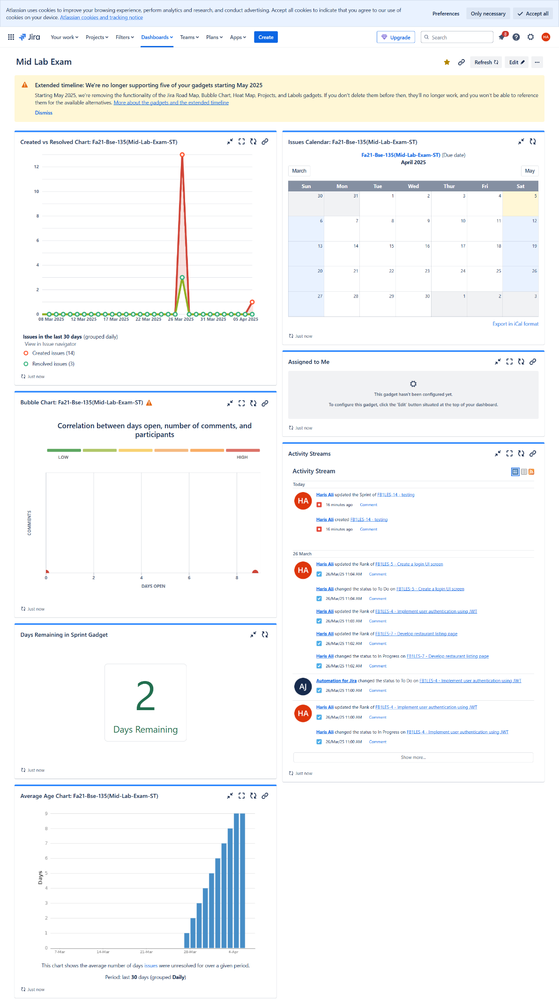 Atlassian uses cookies to improve your browsing experience, perform analytics and research, and conduct advertising. Accept all cookies to indicate that you agree to our use of
cookies on your device. Atlassian cookies and tracking notice
Preferences
Only necessary
Accept all
Jira
Your work
Projects
Filters
Dashboards
Teams
Plans
Apps
Create
Upgrade
Search
8
HA
Mid Lab Exam
Refresh
Edit
Extended timeline: We're no longer supporting five of your gadgets starting May 2025
Starting May 2025, we're removing the functionality of the Jira Road Map, Bubble Chart, Heat Map, Projects, and Labels gadgets. If you don't delete them before then, they'll no longer work, and you won't be able to reference
them for the available alternatives. More about the gadgets and the extended timeline
Dismiss
Created vs Resolved Chart: Fa21-Bse-135(Mid-Lab-Exam-ST)
12
10
8
6
4
2
0
08 Mar 2025 12 Mar 2025 17 Mar 2025 22 Mar 2025 26 Mar 2025 31 Mar 2025 05 Apr 2025
Issues in the last 30 days (grouped daily)
View in Issue navigator
Created issues (14)
Resolved issues (3)
Just now
Bubble Chart: Fa21-Bse-135(Mid-Lab-Exam-ST)
Correlation between days open, number of comments, and
participants
LOW HIGH
COMMENTS
0 2 4 6 8
DAYS OPEN
Just now
Days Remaining in Sprint Gadget
2
Days Remaining
Just now
Average Age Chart: Fa21-Bse-135(Mid-Lab-Exam-ST)
9
8
7
6
5
4
3
2
1
0
Days
7-Mar 14-Mar 21-Mar 28-Mar 4-Apr
This chart shows the average number of days issues were unresolved for over a given period.
Period: last 30 days (grouped Daily)
Just now
Issues Calendar: Fa21-Bse-135(Mid-Lab-Exam-ST)
Fa21-Bse-135(Mid-Lab-Exam-ST) (Due date)
April 2025
March May
Sun Mon Tue Wed Thur Fri Sat
30 31 1 2 3 4 5
6 7 8 9 10 11 12
13 14 15 16 17 18 19
20 21 22 23 24 25 26
27 28 29 30 1 2 3
Export in iCal format
Just now
Assigned to Me
This gadget hasn't been configured yet.
To configure this gadget, click the 'Edit' button situated at the top of your dashboard.
Just now
Activity Streams
Activity Stream
Today
HA
Haris Ali updated the Sprint of FB1LES-14 - testing
16 minutes ago Comment
Haris Ali created FB1LES-14 - testing
16 minutes ago Comment
26 March
HA
Haris Ali updated the Rank of FB1LES-5 - Create a login UI screen
26/Mar/25 11:04 AM Comment
Haris Ali changed the status to To Do on FB1LES-5 - Create a login UI screen
26/Mar/25 11:04 AM Comment
Haris Ali updated the Rank of FB1LES-4 - Implement user authentication using JWT
26/Mar/25 11:03 AM Comment
Haris Ali updated the Rank of FB1LES-7 - Develop restaurant listing page
26/Mar/25 11:02 AM Comment
Haris Ali changed the status to In Progress on FB1LES-7 - Develop restaurant listing page
26/Mar/25 11:02 AM Comment
AJ
Automation for Jira changed the status to To Do on FB1LES-4 - Implement user authentication using JWT
26/Mar/25 11:00 AM Comment
HA
Haris Ali updated the Rank of FB1LES-4 - Implement user authentication using JWT
26/Mar/25 11:00 AM Comment
Haris Ali changed the status to In Progress on FB1LES-4 - Implement user authentication using JWT
26/Mar/25 11:00 AM Comment
Show more...
Just now